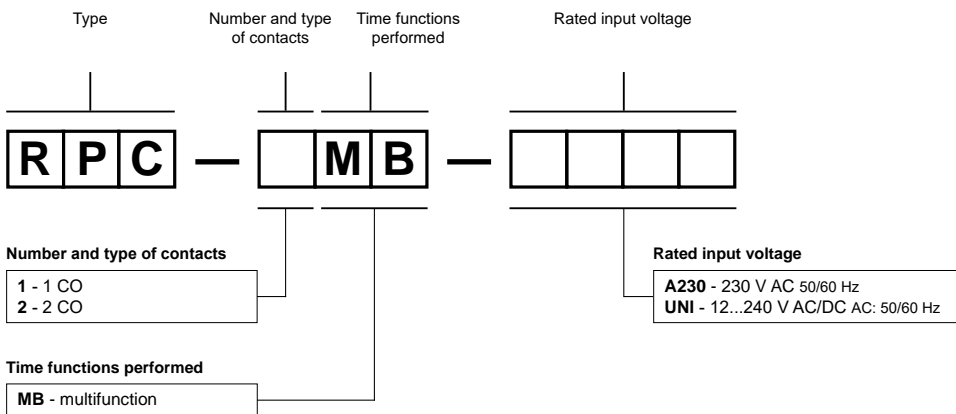 Type
Number and type
of contacts
Time functions
performed
Rated input voltage
RPC — MB —
Number and type of contacts
1 - 1 CO
2 - 2 CO
Rated input voltage
A230 - 230 V AC 50/60 Hz
UNI - 12...240 V AC/DC AC: 50/60 Hz
Time functions performed
MB - multifunction